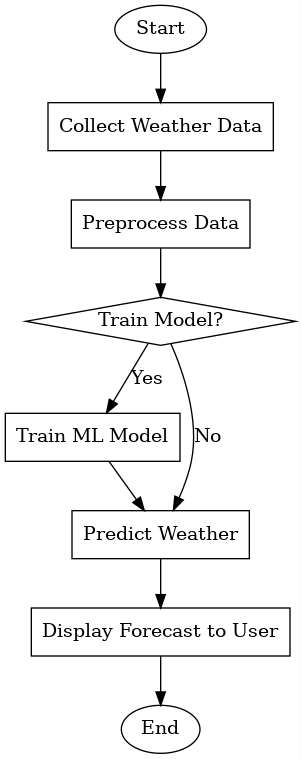 Start
Collect Weather Data
Preprocess Data
Train Model?
Yes
Train ML Model
No
Predict Weather
Display Forecast to User
End